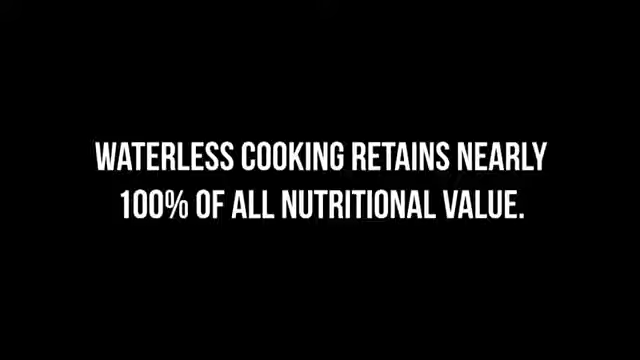 WATERLESS COOKING RETAINS NEARLY
100% OF ALL NUTRITIONAL VALUE.